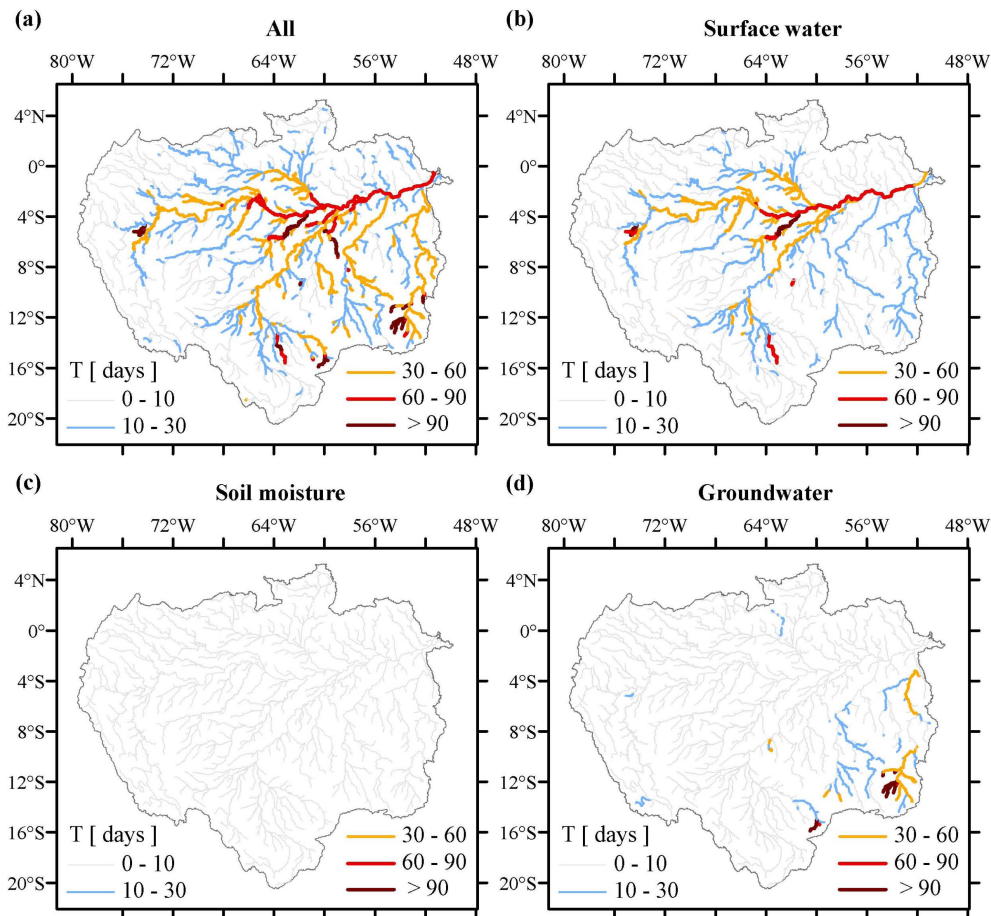 (a) All
80°W 72°W 64°W 56°W 48°W
4°N
0°
4°S
8°S
12°S
16°S
20°S
T [ days ]
0 - 10
10 - 30
30 - 60
60 - 90
> 90
(b) Surface water
80°W 72°W 64°W 56°W 48°W
4°N
0°
4°S
8°S
12°S
16°S
20°S
T [ days ]
0 - 10
10 - 30
30 - 60
60 - 90
> 90
(c) Soil moisture
80°W 72°W 64°W 56°W 48°W
4°N
0°
4°S
8°S
12°S
16°S
20°S
T [ days ]
0 - 10
10 - 30
30 - 60
60 - 90
> 90
(d) Groundwater
80°W 72°W 64°W 56°W 48°W
4°N
0°
4°S
8°S
12°S
16°S
20°S
T [ days ]
0 - 10
10 - 30
30 - 60
60 - 90
> 90